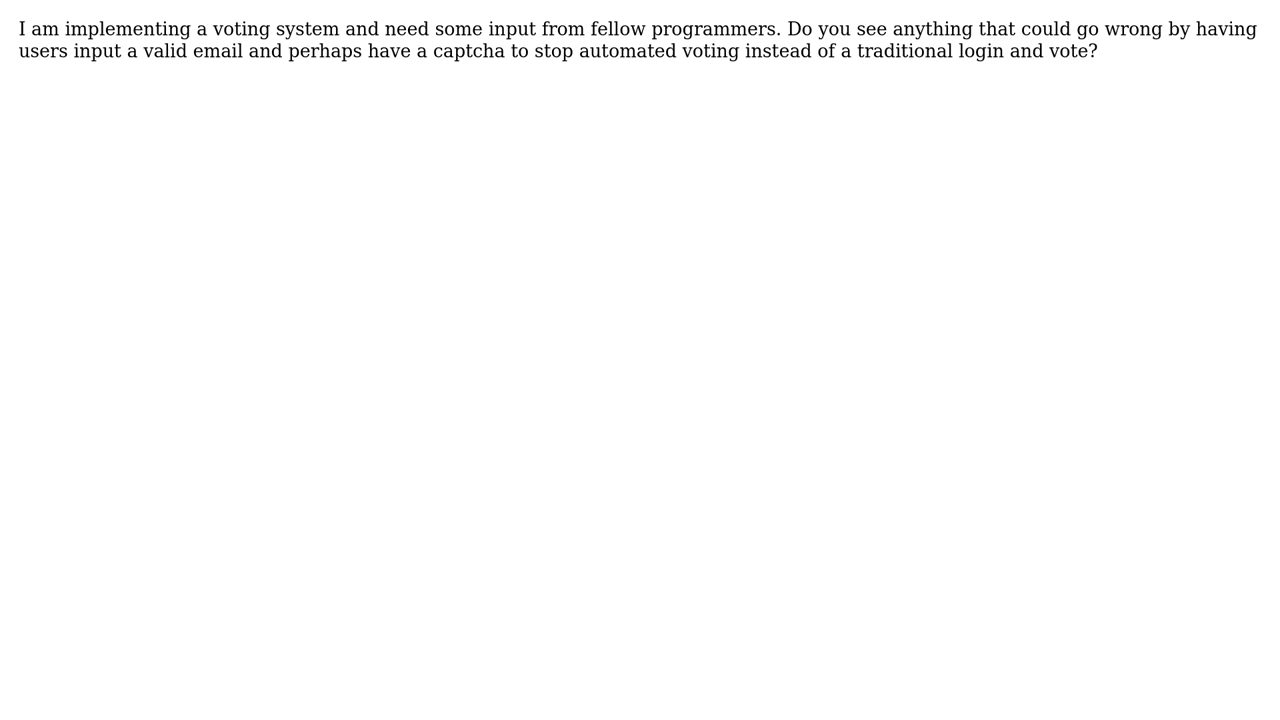 I am implementing a voting system and need some input from fellow programmers. Do you see anything that could go wrong by having
users input a valid email and perhaps have a captcha to stop automated voting instead of a traditional login and vote?